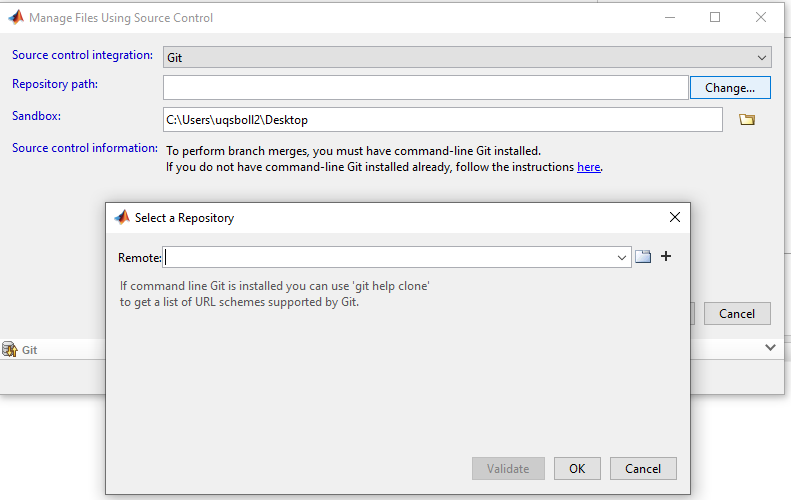 Manage Files Using Source Control
Source control integration: Git
Repository path: Change...
Sandbox: C:\Users\uqsboll2\Desktop
Source control information: To perform branch merges, you must have command-line Git installed.
If you do not have command-line Git installed already, follow the instructions here.
Select a Repository
Remote:
If command line Git is installed you can use 'git help clone'
to get a list of URL schemes supported by Git.
Cancel
Git
Validate OK Cancel